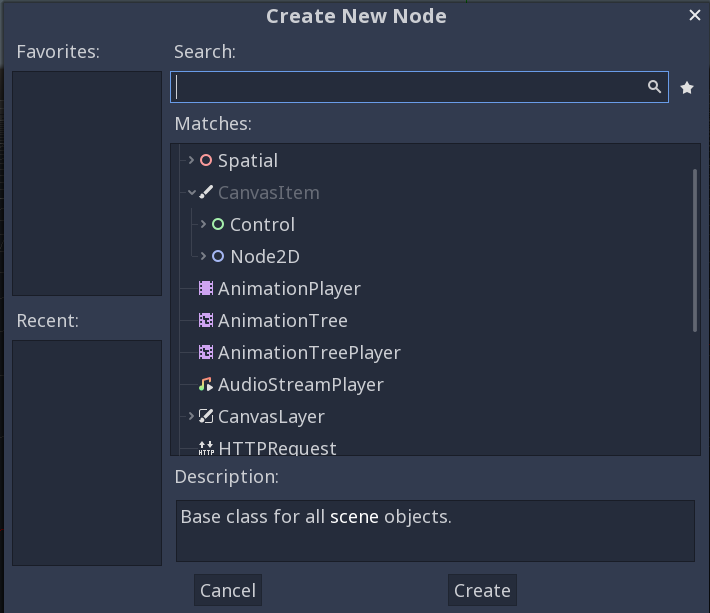 Create New Node
Favorites:
Search:
Matches:
Spatial
CanvasItem
Control
Node2D
AnimationPlayer
AnimationTree
AnimationTreePlayer
AudioStreamPlayer
CanvasLayer
HTTP HTTPRequest
Recent:
Description:
Base class for all scene objects.
Cancel
Create